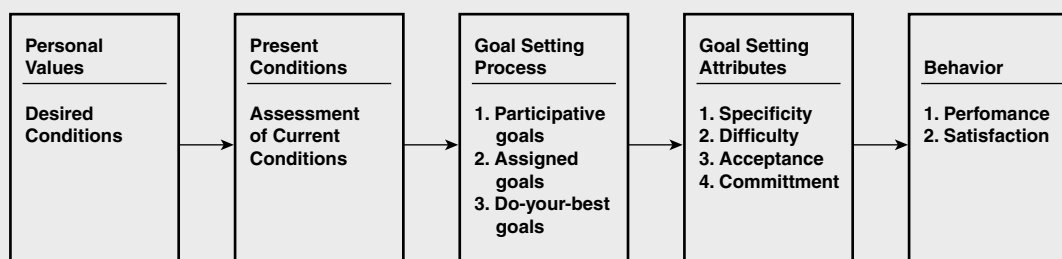 Personal
Values
Desired
Conditions
Present
Conditions
Assessment
of Current
Conditions
Goal Setting
Process
1. Participative
goals
2. Assigned
goals
3. Do-your-best
goals
Goal Setting
Attributes
1. Specificity
2. Difficulty
3. Acceptance
4. Committment
Behavior
1. Perfomance
2. Satisfaction